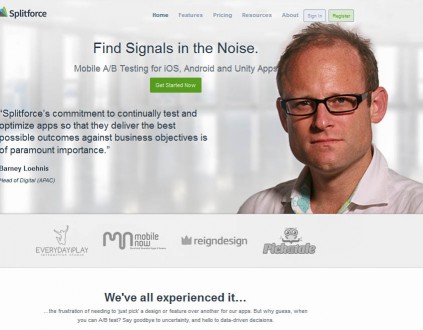 Splitforce
Home Features Pricing Resources About Sign in Register
Find Signals in the Noise.
Mobile A/B Testing for iOS, Android and Unity Apps
Get Started Now
"Splitforce's commitment to continually test and
optimize apps so that they deliver the best
possible outcomes against business objectives is
of paramount importance."
Barney Loehnis
Head of Digital (APAC)
EVERYDAYiPLAY mobile now reigndesign Pickatale
We've all experienced it…
...the frustration of needing to 'just pick' a design or feature over another for our apps. But why guess, when
you can A/B test? Say goodbye to uncertainty, and hello to data-driven decisions.